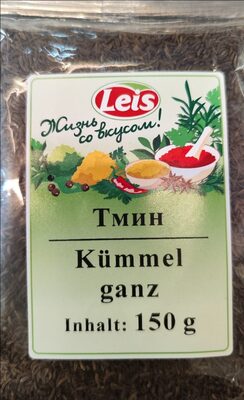 Leis
Жизнь
со вкусом!
Тмин
Kümmel
ganz
Inhalt: 150 g